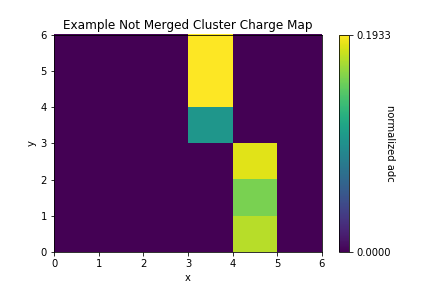 Example Not Merged Cluster Charge Map
6
5
4
3
2
1
0
y
0 1 2 3 4 5 6
x
0.1933
0.0000
normalized adc